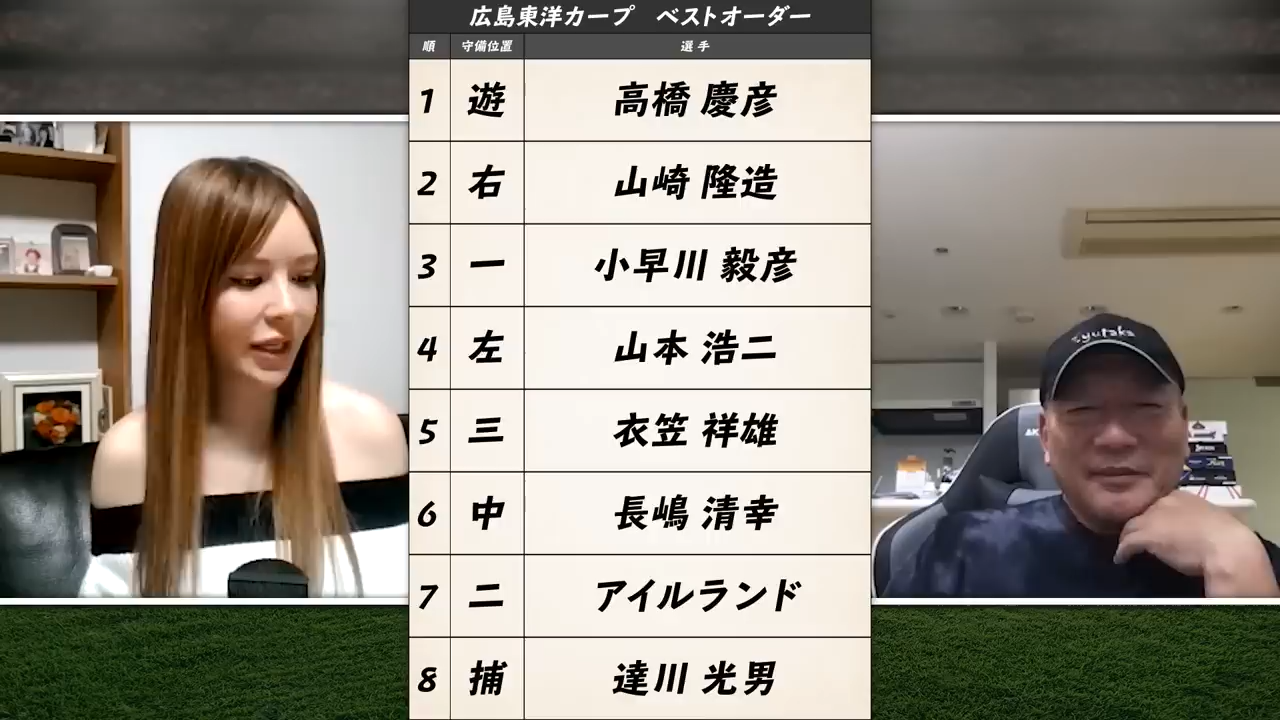 広島東洋カープ ベストオーダー
順 守備位置 選手
1 遊 高橋 慶彦
2 右 山崎 隆造
3 一 小早川 毅彦
4 左 山本 浩二
5 三 衣笠 祥雄
6 中 長嶋 清幸
7 二 アイルランド
8 捕 達川 光男